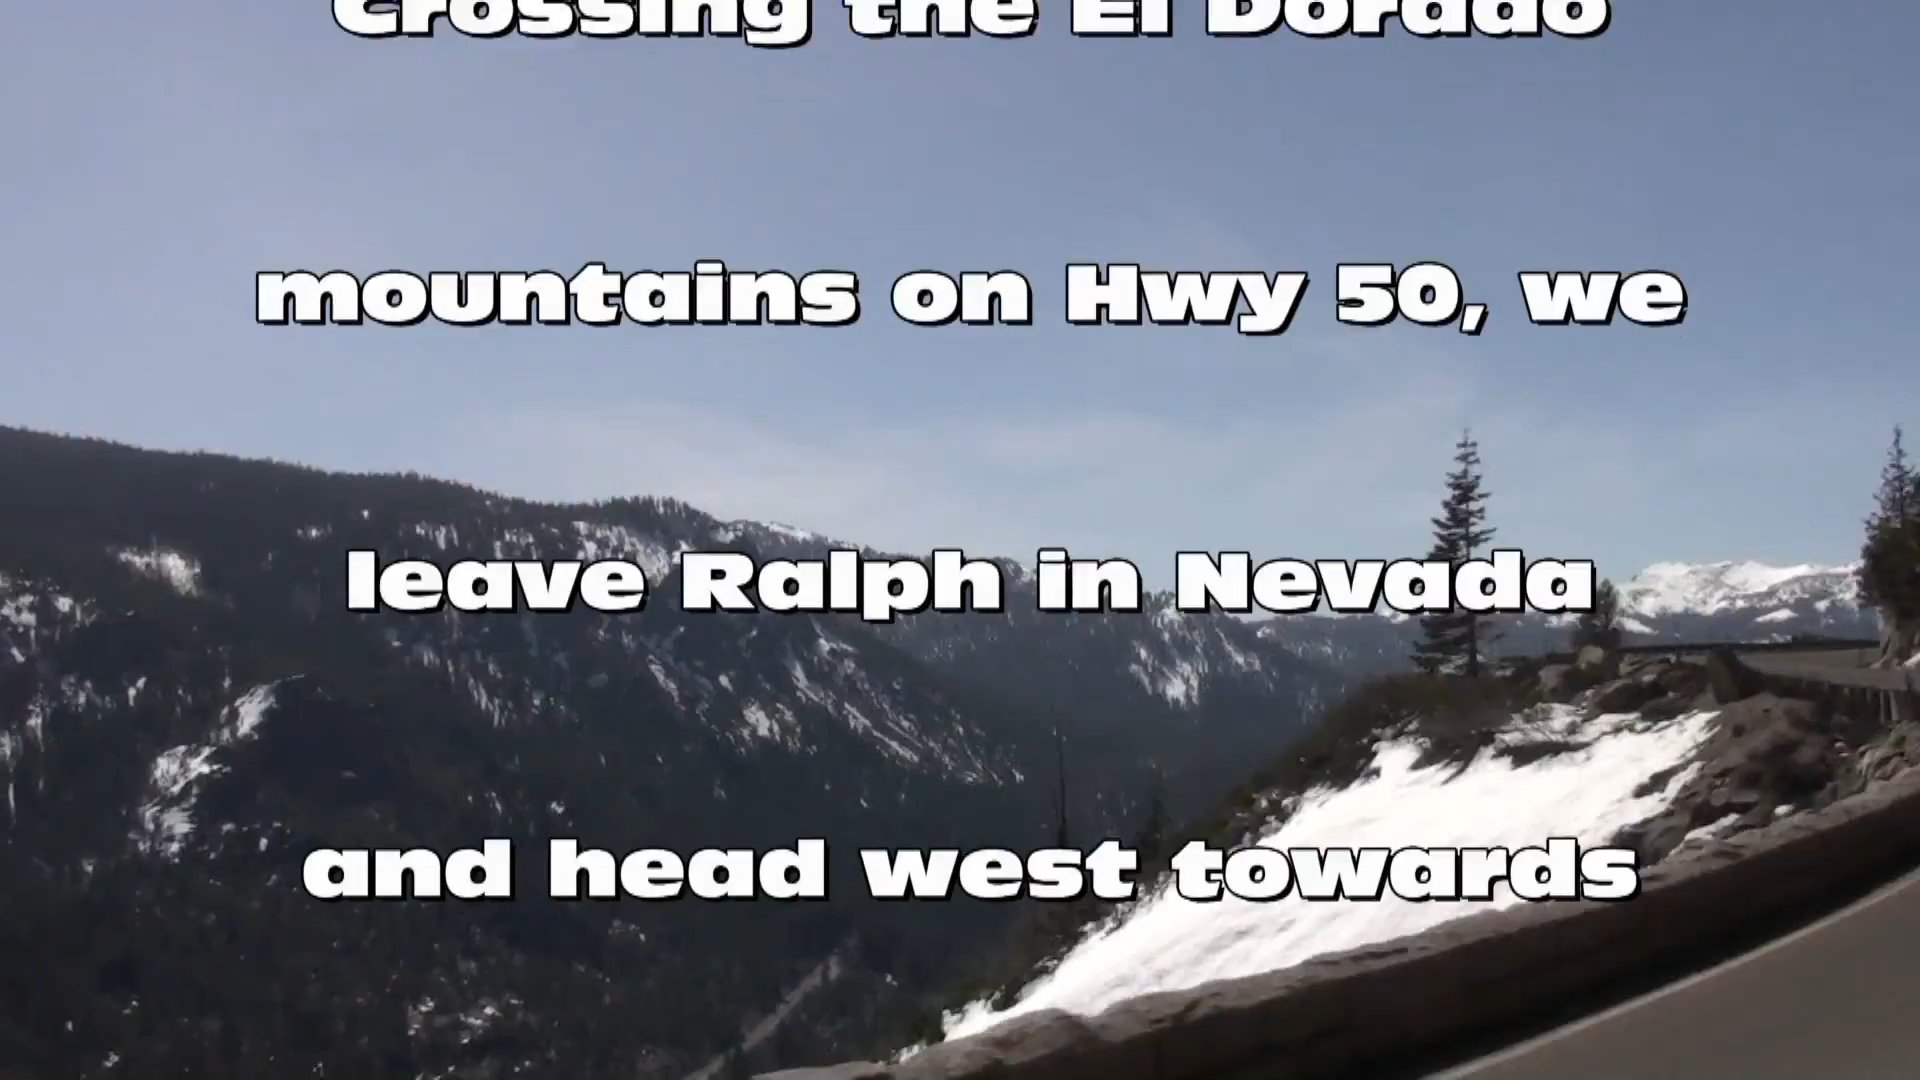 Crossing the El Dorado
mountains on Hwy 50, we
leave Ralph in Nevada
and head west towards